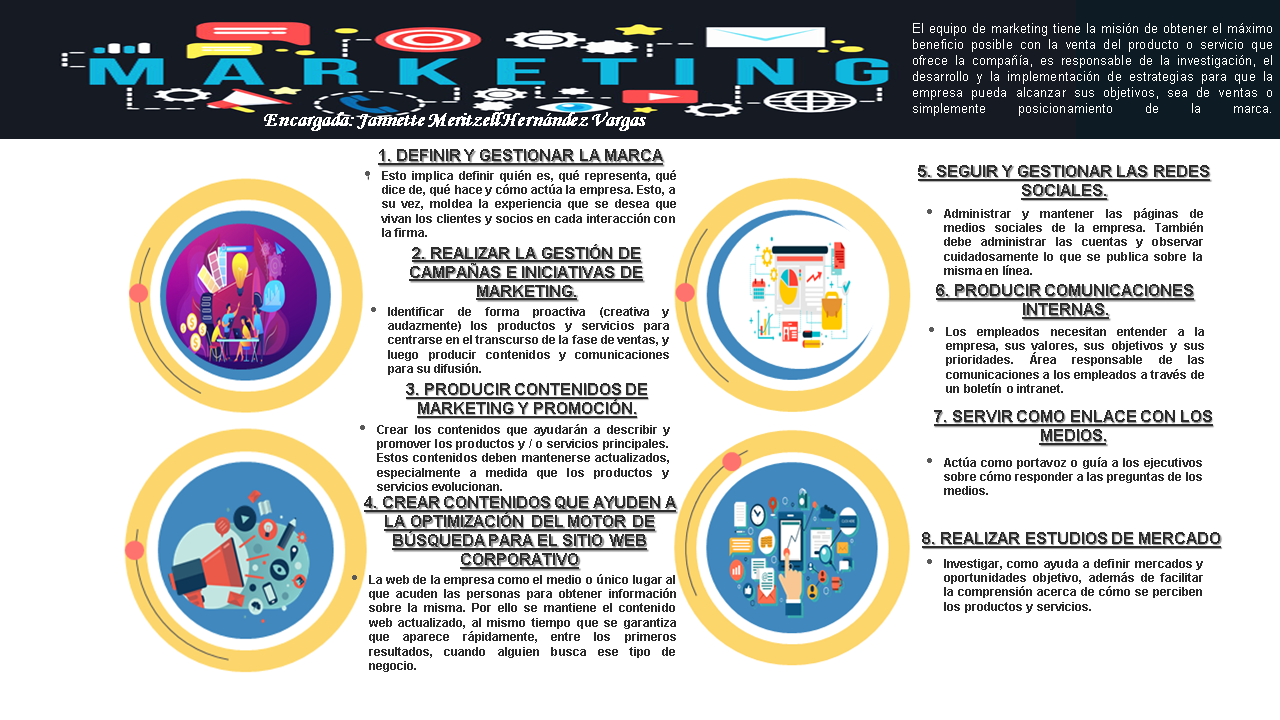 MARKETING
Encargada: Jannette Meritzell Hernández Vargas
El equipo de marketing tiene la misión de obtener el máximo
beneficio posible con la venta del producto o servicio que
ofrece la compañía, es responsable de la investigación, el
desarrollo y la implementación de estrategias para que la
empresa pueda alcanzar sus objetivos, sea de ventas o
simplemente posicionamiento de la marca.
1. DEFINIR Y GESTIONAR LA MARCA
• Esto implica definir quién es, qué representa, qué
dice de, qué hace y cómo actúa la empresa. Esto, a
su vez, moldea la experiencia que se desea que
vivan los clientes y socios en cada interacción con
la firma.
2. REALIZAR LA GESTIÓN DE
CAMPAÑAS E INICIATIVAS DE
MARKETING.
• Identificar de forma proactiva (creativa y
audazmente) los productos y servicios para
centrarse en el transcurso de la fase de ventas, y
luego producir contenidos y comunicaciones
para su difusión.
3. PRODUCIR CONTENIDOS DE
MARKETING Y PROMOCIÓN.
• Crear los contenidos que ayudarán a describir y
promover los productos y / o servicios principales.
Estos contenidos deben mantenerse actualizados,
especialmente a medida que los productos y
servicios evolucionan.
4. CREAR CONTENIDOS QUE AYUDEN A
LA OPTIMIZACIÓN DEL MOTOR DE
BÚSQUEDA PARA EL SITIO WEB
CORPORATIVO
• La web de la empresa como el medio o único lugar al
que acuden las personas para obtener información
sobre la misma. Por ello se mantiene el contenido
web actualizado, al mismo tiempo que se garantiza
que aparece rápidamente, entre los primeros
resultados, cuando alguien busca ese tipo de
negocio.
5. SEGUIR Y GESTIONAR LAS REDES
SOCIALES.
• Administrar y mantener las páginas de
medios sociales de la empresa. También
debe administrar las cuentas y observar
cuidadosamente lo que se publica sobre la
misma en línea.
6. PRODUCIR COMUNICACIONES
INTERNAS.
• Los empleados necesitan entender a la
empresa, sus valores, sus objetivos y sus
prioridades. Área responsable de las
comunicaciones a los empleados a través de
un boletín o intranet.
7. SERVIR COMO ENLACE CON LOS
MEDIOS.
• Actúa como portavoz o guía a los ejecutivos
sobre cómo responder a las preguntas de los
medios.
8. REALIZAR ESTUDIOS DE MERCADO
• Investigar, como ayuda a definir mercados y
oportunidades objetivo, además de facilitar
la comprensión acerca de cómo se perciben
los productos y servicios.